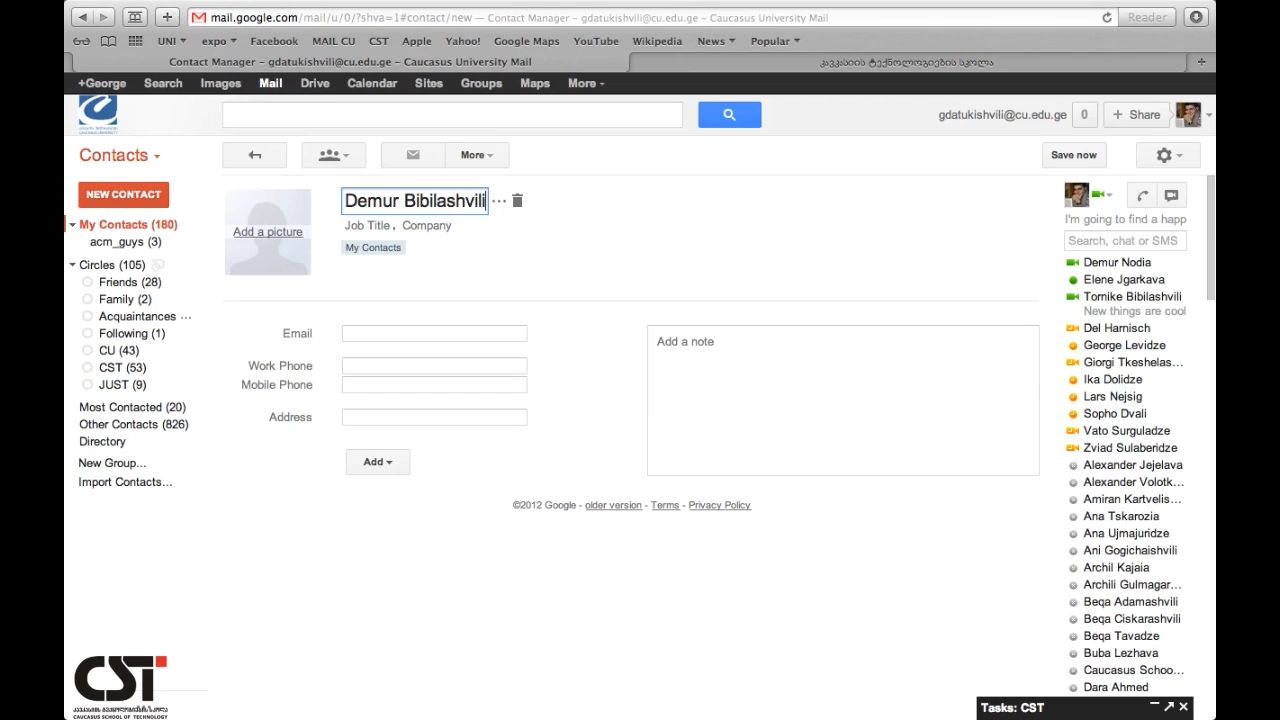 mail.google.com/mail/u/0/?shva=1#contact/new — Contact Manager - gdatukishvili@cu.edu.ge - Caucasus University Mail
Reader
UNI expo Facebook MAIL CU CST Apple Yahoo! Google Maps YouTube Wikipedia News Popular
Contact Manager - gdatukishvili@cu.edu.ge - Caucasus University Mail
კავკასიის ტექნოლოგიების სკოლა
+George Search Images Mail Drive Calendar Sites Groups Maps More
gdatukishvili@cu.edu.ge 0 + Share
Contacts
More
Save now
NEW CONTACT
My Contacts (180)
acm_guys (3)
Circles (105)
Friends (28)
Family (2)
Acquaintances ...
Following (1)
CU (43)
CST (53)
JUST (9)
Most Contacted (20)
Other Contacts (826)
Directory
New Group...
Import Contacts...
Add a picture
Demur Bibilashvili
Job Title, Company
My Contacts
Email
Work Phone
Mobile Phone
Address
Add
Add a note
©2012 Google - older version - Terms - Privacy Policy
I'm going to find a happ
Search, chat or SMS
Demur Nodia
Elene Jgarkava
Tornike Bibilashvili
New things are cool
Del Harnisch
George Levidze
Giorgi Tkeshelas...
Ika Dolidze
Lars Nejsig
Sopho Dvali
Vato Surguladze
Zviad Sulaberidze
Alexander Jejelava
Alexander Volotk...
Amiran Kartvelis...
Ana Tskarozia
Ana Ujmajuridze
Ani Gogichaishvili
Archil Kajaia
Archili Gulmagar...
Beqa Adamashvili
Beqa Ciskarashvili
Beqa Tavadze
Buba Lezhava
Caucasus Schoo...
Dara Ahmed
Tasks: CST
CST
კავკასიის ტექნოლოგიების სკოლა
CAUCASUS SCHOOL OF TECHNOLOGY